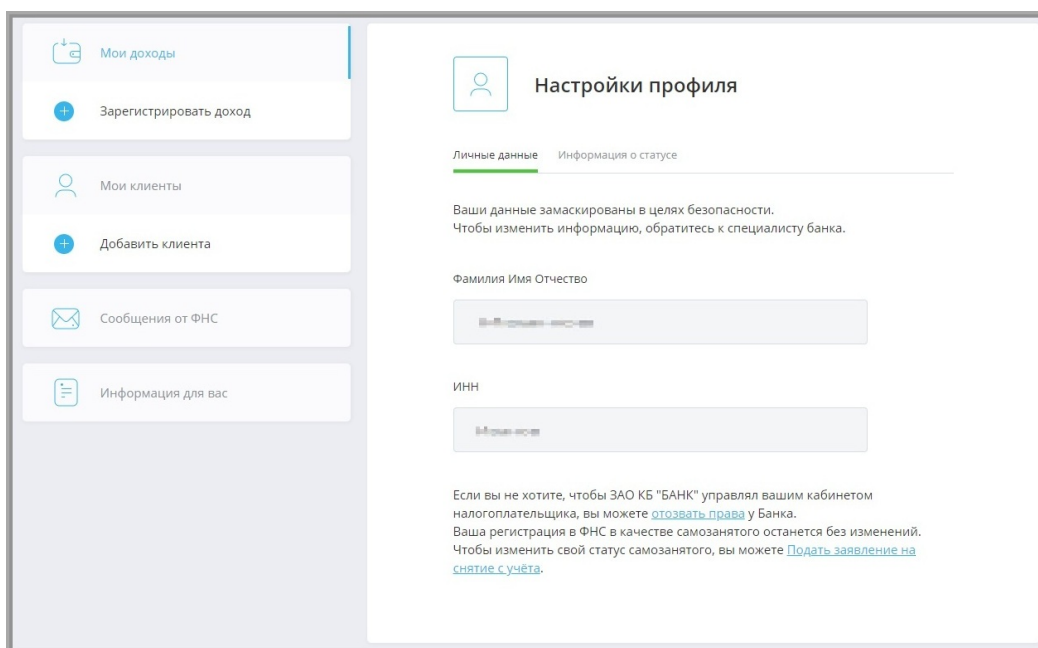 Мои доходы
Зарегистрировать доход
Мои клиенты
Добавить клиента
Сообщения от ФНС
Информация для вас
Настройки профиля
Личные данные Информация о статусе
Ваши данные замаскированы в целях безопасности.
Чтобы изменить информацию, обратитесь к специалисту банка.
Фамилия Имя Отчество
ИНН
Если вы не хотите, чтобы ЗАО КБ "БАНК" управлял вашим кабинетом
налогоплательщика, вы можете отозвать права у Банка.
Ваша регистрация в ФНС в качестве самозанятого останется без изменений.
Чтобы изменить свой статус самозанятого, вы можете Подать заявление на
снятие с учёта.